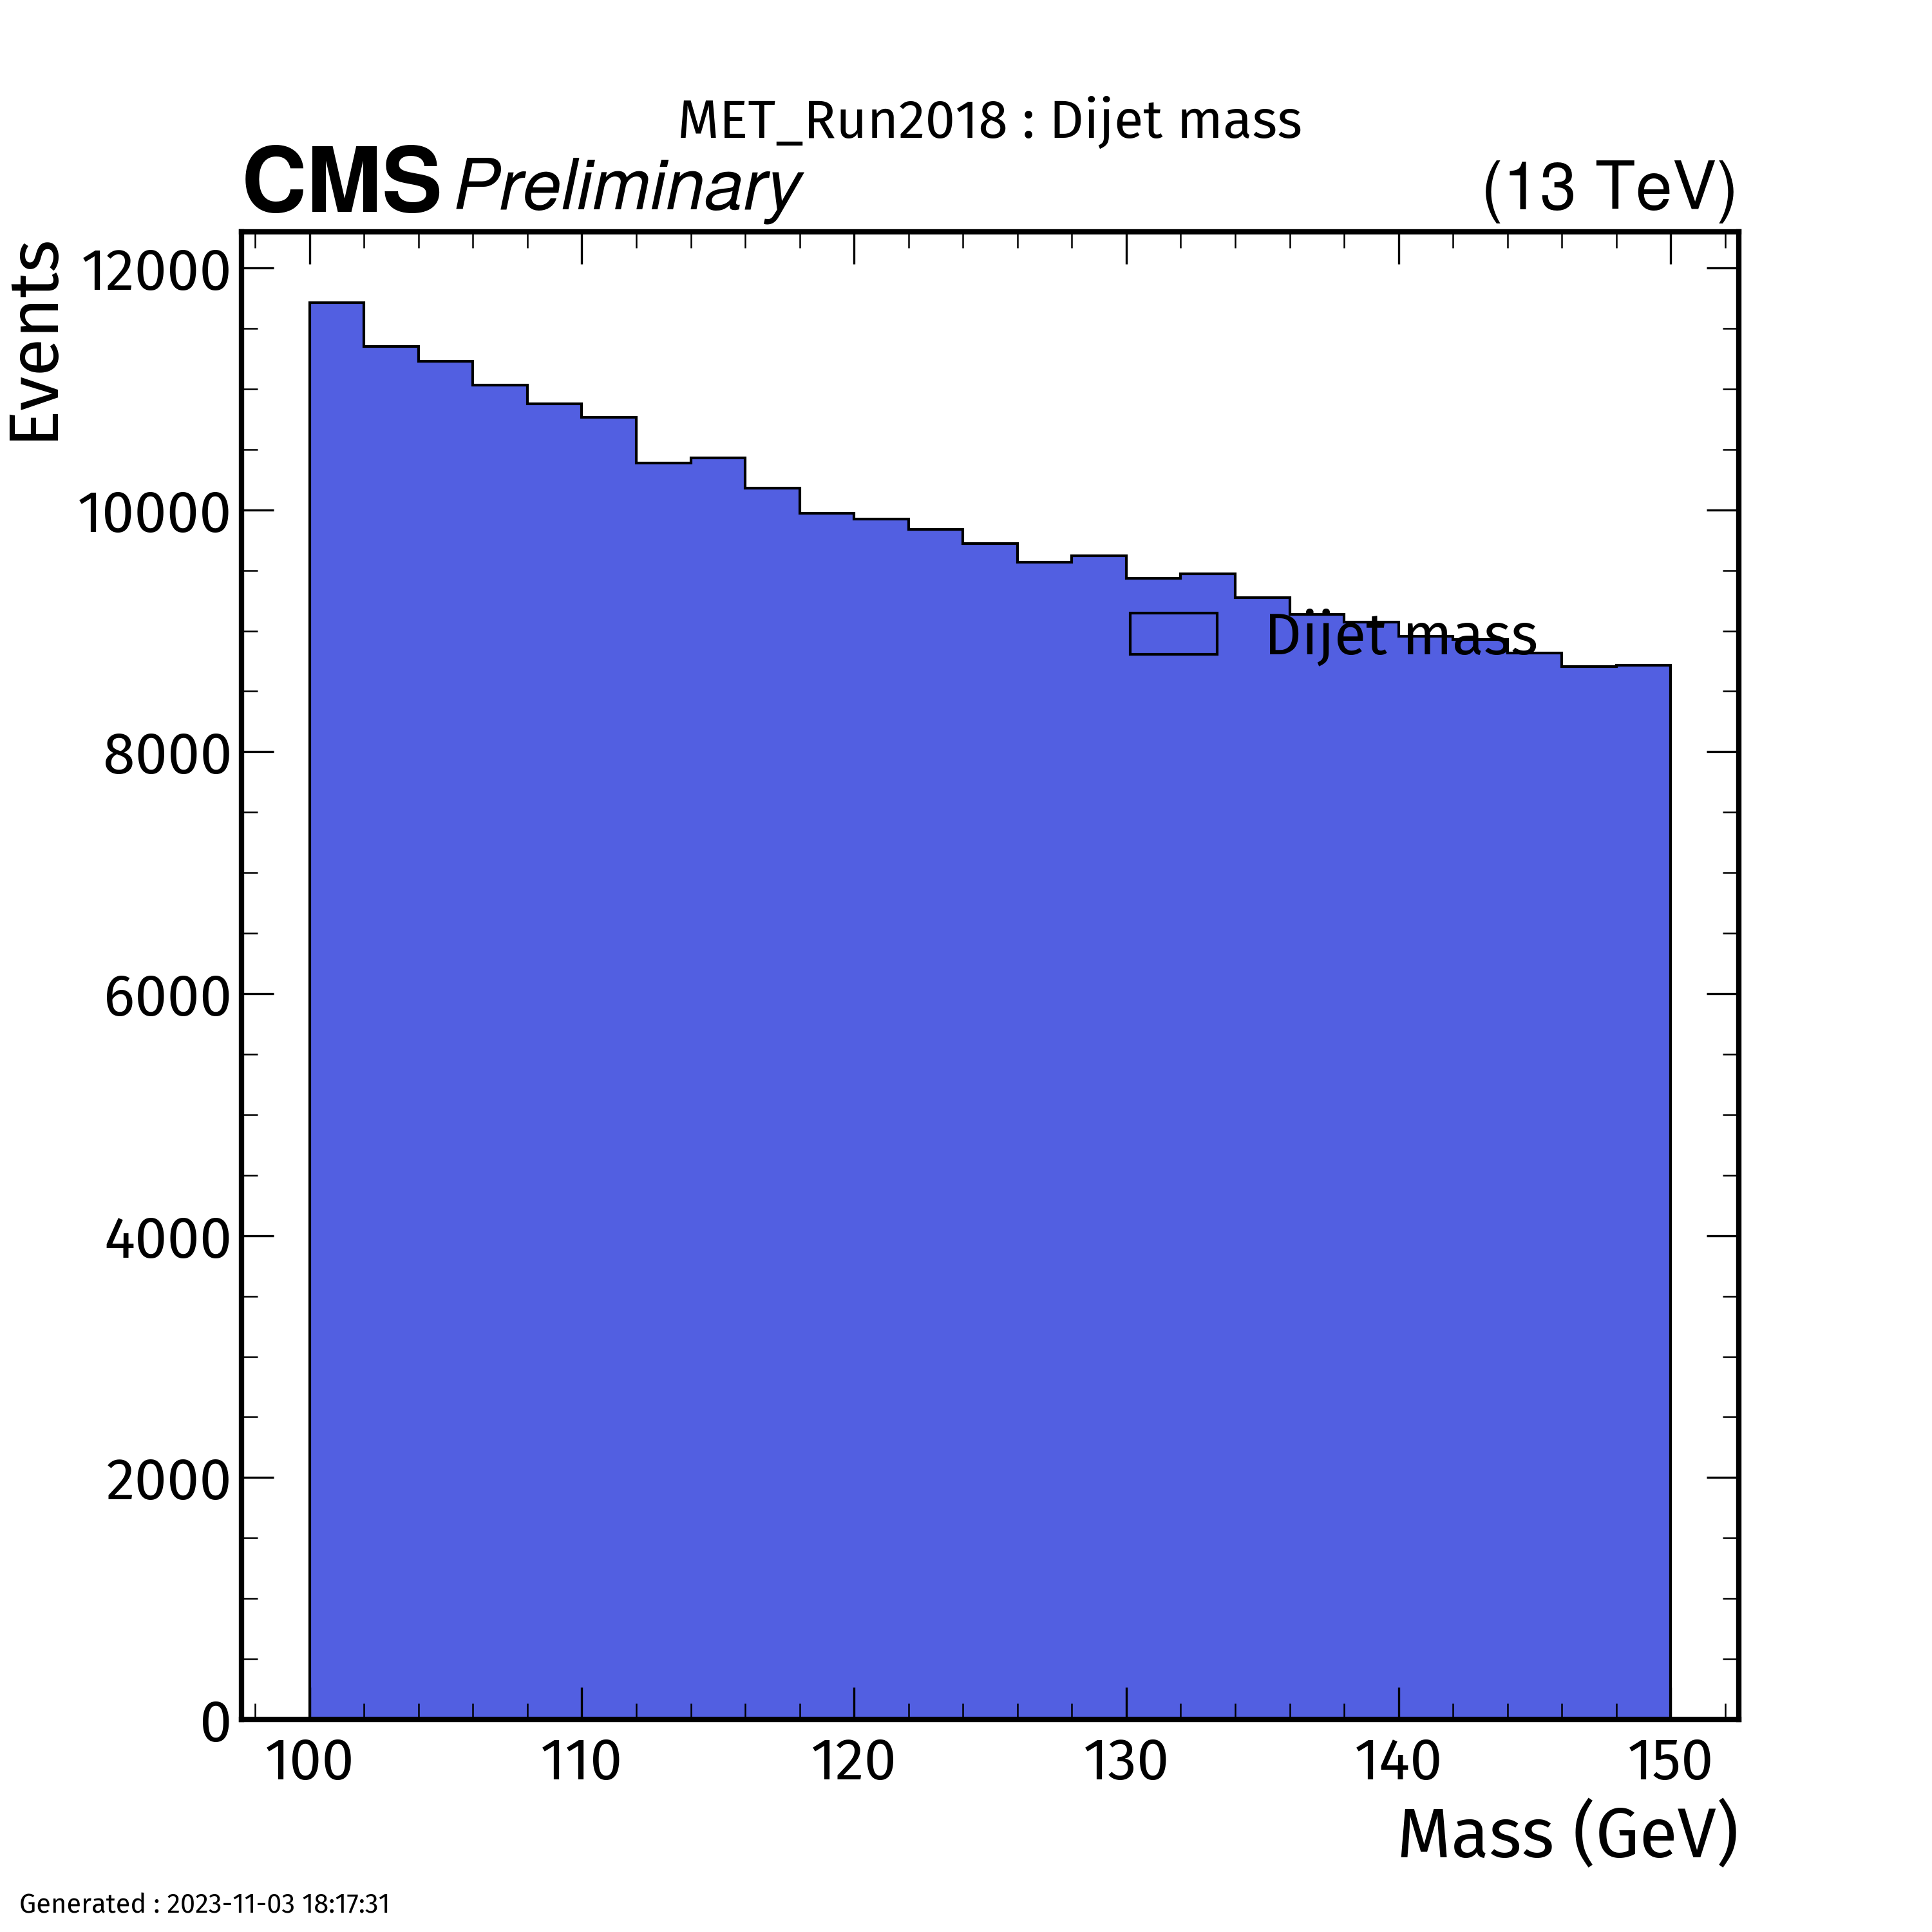 MET_Run2018 : Dijet mass
CMS Preliminary (13 TeV)
Events
12000
10000
8000
6000
4000
2000
0
Dijet mass
100 110 120 130 140 150
Mass (GeV)
Generated : 2023-11-03 18:17:31